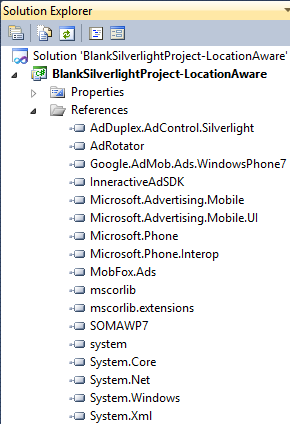 Solution Explorer
Solution 'BlankSilverlightProject-LocationAware'
BlankSilverlightProject-LocationAware
Properties
References
AdDuplex.AdControl.Silverlight
AdRotator
Google.AdMob.Ads.WindowsPhone7
InneractiveAdSDK
Microsoft.Advertising.Mobile
Microsoft.Advertising.Mobile.UI
Microsoft.Phone
Microsoft.Phone.Interop
MobFox.Ads
mscorlib
mscorlib.extensions
SOMAWP7
system
System.Core
System.Net
System.Windows
System.Xml